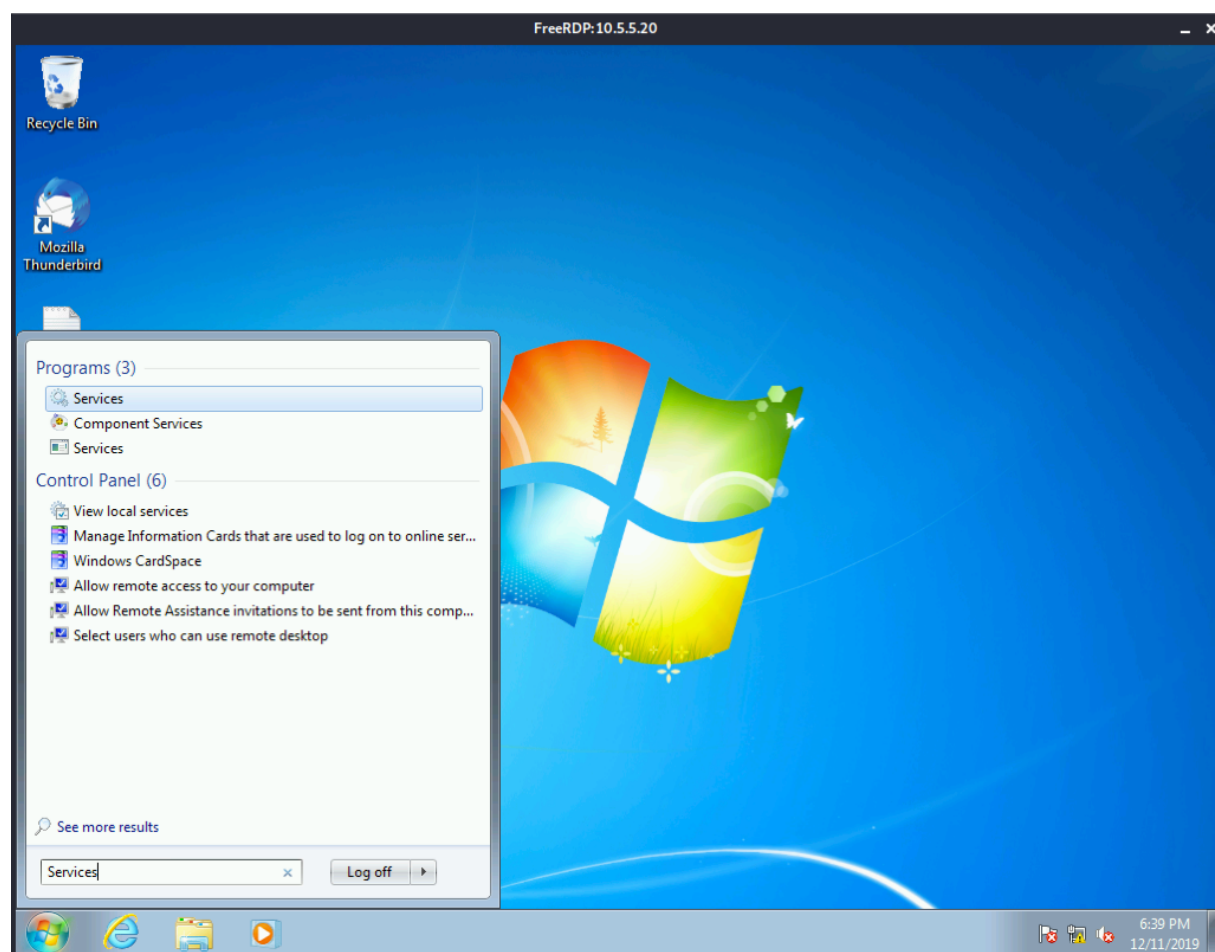 FreeRDP:10.5.5.20
Recycle Bin
Mozilla
Thunderbird
Programs (3)
Services
Component Services
Services
Control Panel (6)
View local services
Manage Information Cards that are used to log on to online ser...
Windows CardSpace
Allow remote access to your computer
Allow Remote Assistance invitations to be sent from this comp...
Select users who can use remote desktop
See more results
Services
Log off
6:39 PM
12/11/2019